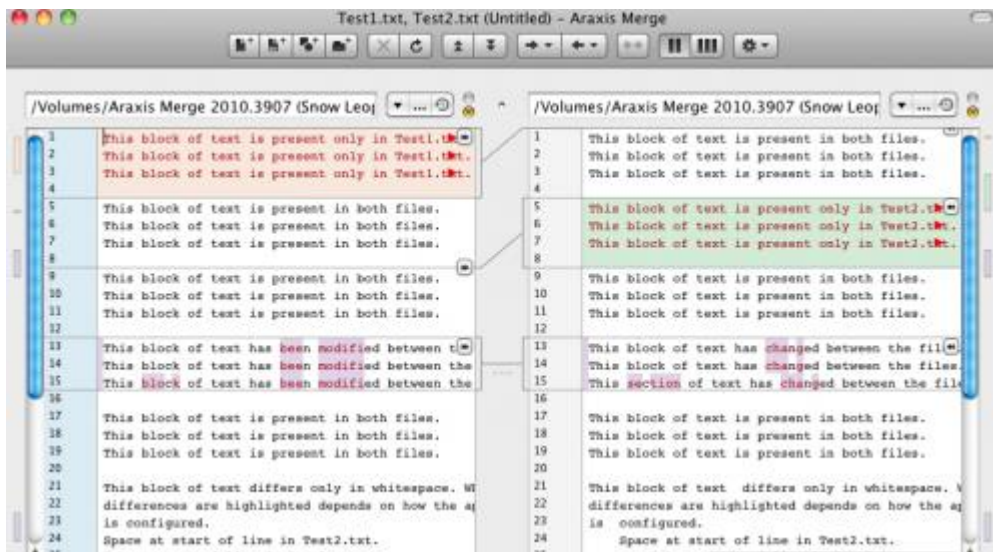 Test1.txt, Test2.txt (Untitled) – Araxis Merge
/Volumes/Araxis Merge 2010.3907 (Snow Leop
1 This block of text is present only in Test1.txt.
2 This block of text is present only in Test1.txt.
3 This block of text is present only in Test1.txt.
4
5 This block of text is present in both files.
6 This block of text is present in both files.
7 This block of text is present in both files.
8
9 This block of text is present in both files.
10 This block of text is present in both files.
11 This block of text is present in both files.
12
13 This block of text has been modified between t
14 This block of text has been modified between the
15 This block of text has been modified between the
16
17 This block of text is present in both files.
18 This block of text is present in both files.
19 This block of text is present in both files.
20
21 This block of text differs only in whitespace. W
22 differences are highlighted depends on how the ap
23 is configured.
24 Space at start of line in Test2.txt.
/Volumes/Araxis Merge 2010.3907 (Snow Leop
1 This block of text is present in both files.
2 This block of text is present in both files.
3 This block of text is present in both files.
4
5 This block of text is present only in Test2.txt.
6 This block of text is present only in Test2.txt.
7 This block of text is present only in Test2.txt.
8
9 This block of text is present in both files.
10 This block of text is present in both files.
11 This block of text is present in both files.
12
13 This block of text has changed between the file
14 This block of text has changed between the files
15 This section of text has changed between the file
16
17 This block of text is present in both files.
18 This block of text is present in both files.
19 This block of text is present in both files.
20
21 This block of text  differs only in whitespace. W
22 differences are highlighted depends on how the ap
23 is  configured.
24    Space at start of line in Test2.txt.